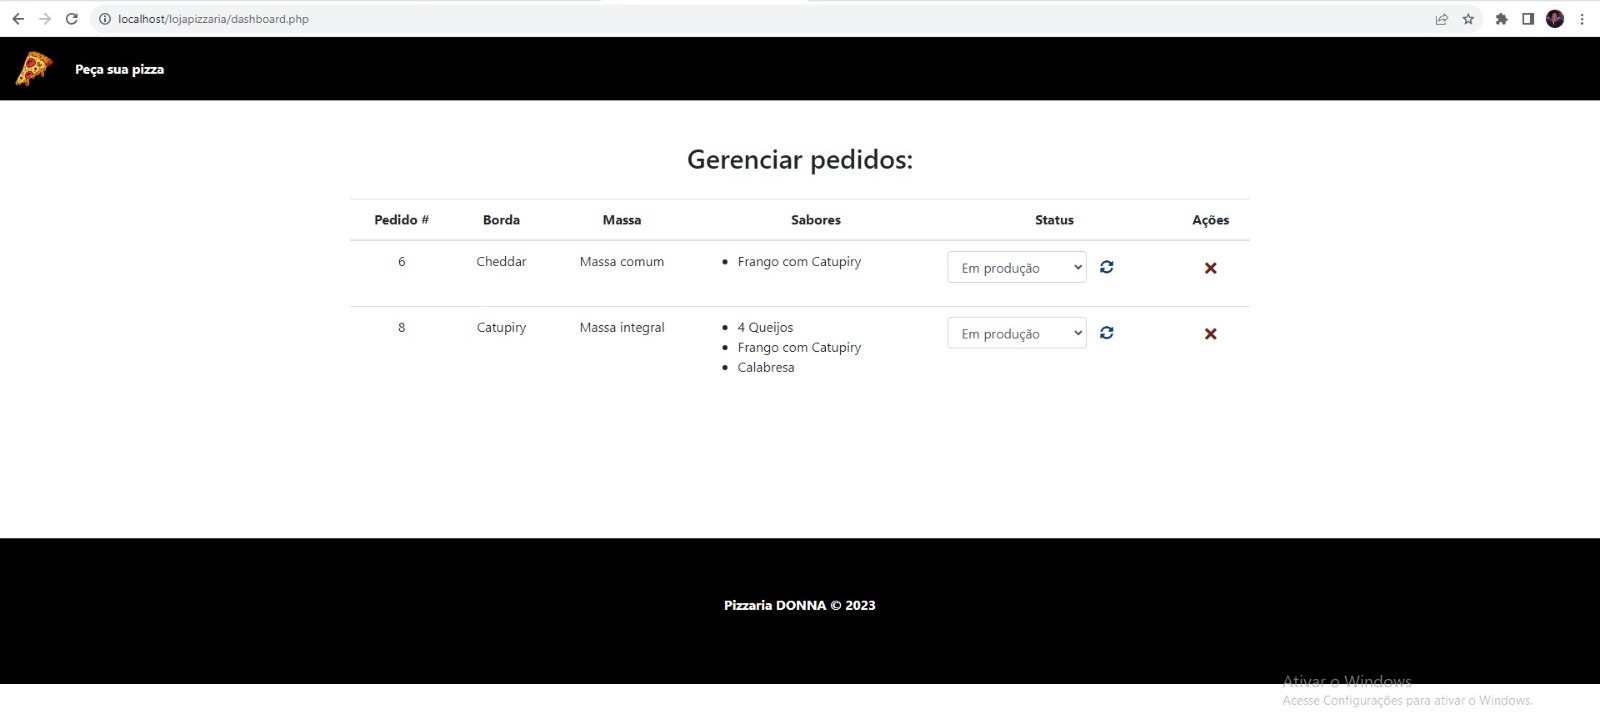 localhost/lojapizzaria/dashboard.php
Peça sua pizza
Gerenciar pedidos:
Pedido # Borda Massa Sabores Status Ações
6 Cheddar Massa comum • Frango com Catupiry Em produção
8 Catupiry Massa integral • 4 Queijos Em produção
• Frango com Catupiry
• Calabresa
Pizzaria DONNA © 2023
Ativar o Windows
Acesse Configurações para ativar o Windows.